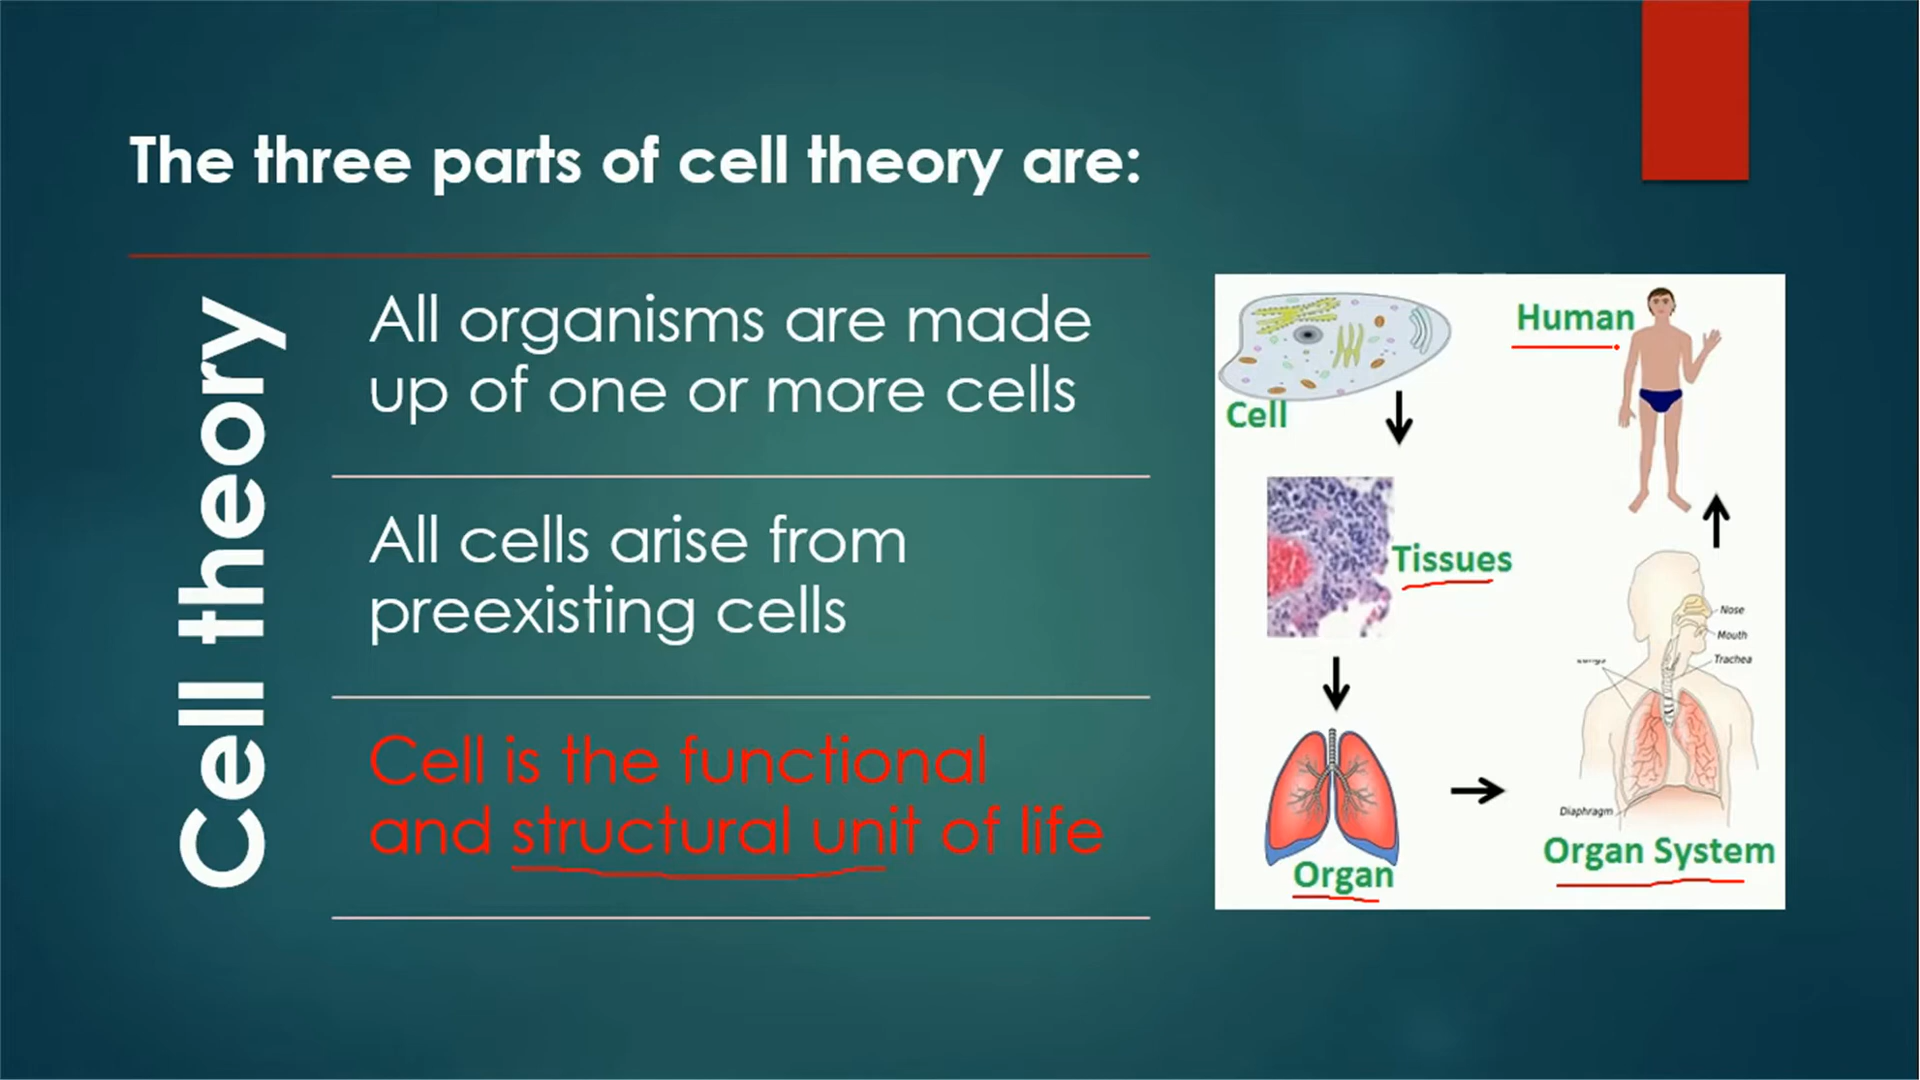 The three parts of cell theory are:
Cell theory
All organisms are made
up of one or more cells
All cells arise from
preexisting cells
Cell is the functional
and structural unit of life
Cell
Human
Tissues
Nose
Mouth
Trachea
Diaphragm
Organ
Organ System